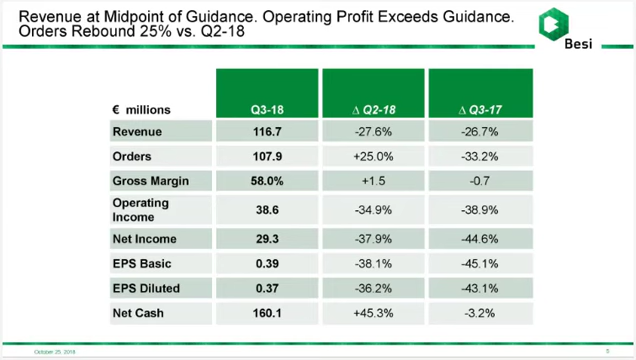 Revenue at Midpoint of Guidance. Operating Profit Exceeds Guidance.
Orders Rebound 25% vs. Q2-18
Besi
€ millions Q3-18 Δ Q2-18 Δ Q3-17
Revenue 116.7 -27.6% -26.7%
Orders 107.9 +25.0% -33.2%
Gross Margin 58.0% +1.5 -0.7
Operating
Income 38.6 -34.9% -38.9%
Net Income 29.3 -37.9% -44.6%
EPS Basic 0.39 -38.1% -45.1%
EPS Diluted 0.37 -36.2% -43.1%
Net Cash 160.1 +45.3% -3.2%
October 25, 2018 5